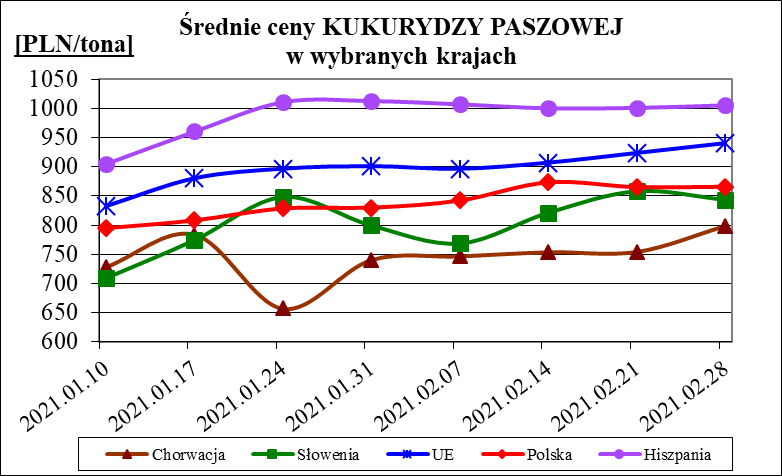 Średnie ceny KUKURYDZY PASZOWEJ
w wybranych krajach
[PLN/tona]
1050
1000
950
900
850
800
750
700
650
600
2021.01.10
2021.01.17
2021.01.24
2021.01.31
2021.02.07
2021.02.14
2021.02.21
2021.02.28
Chorwacja
Słowenia
UE
Polska
Hiszpania